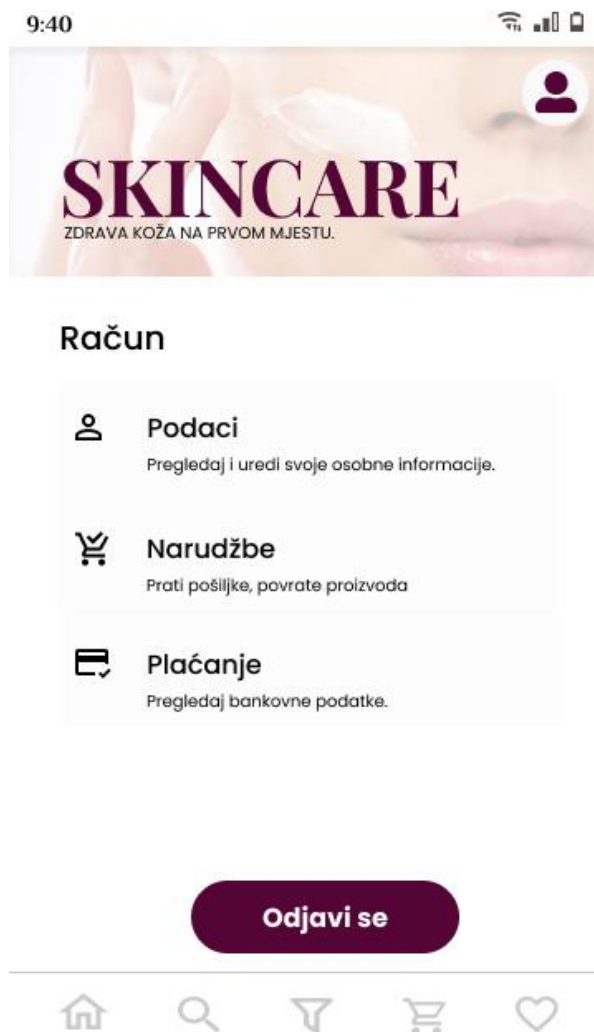 9:40
SKINCARE
ZDRAVA KOŽA NA PRVOM MJESTU.
Račun
Podaci
Pregledaj i uredi svoje osobne informacije.
Narudžbe
Prati pošiljke, povrate proizvoda
Plaćanje
Pregledaj bankovne podatke.
Odjavi se